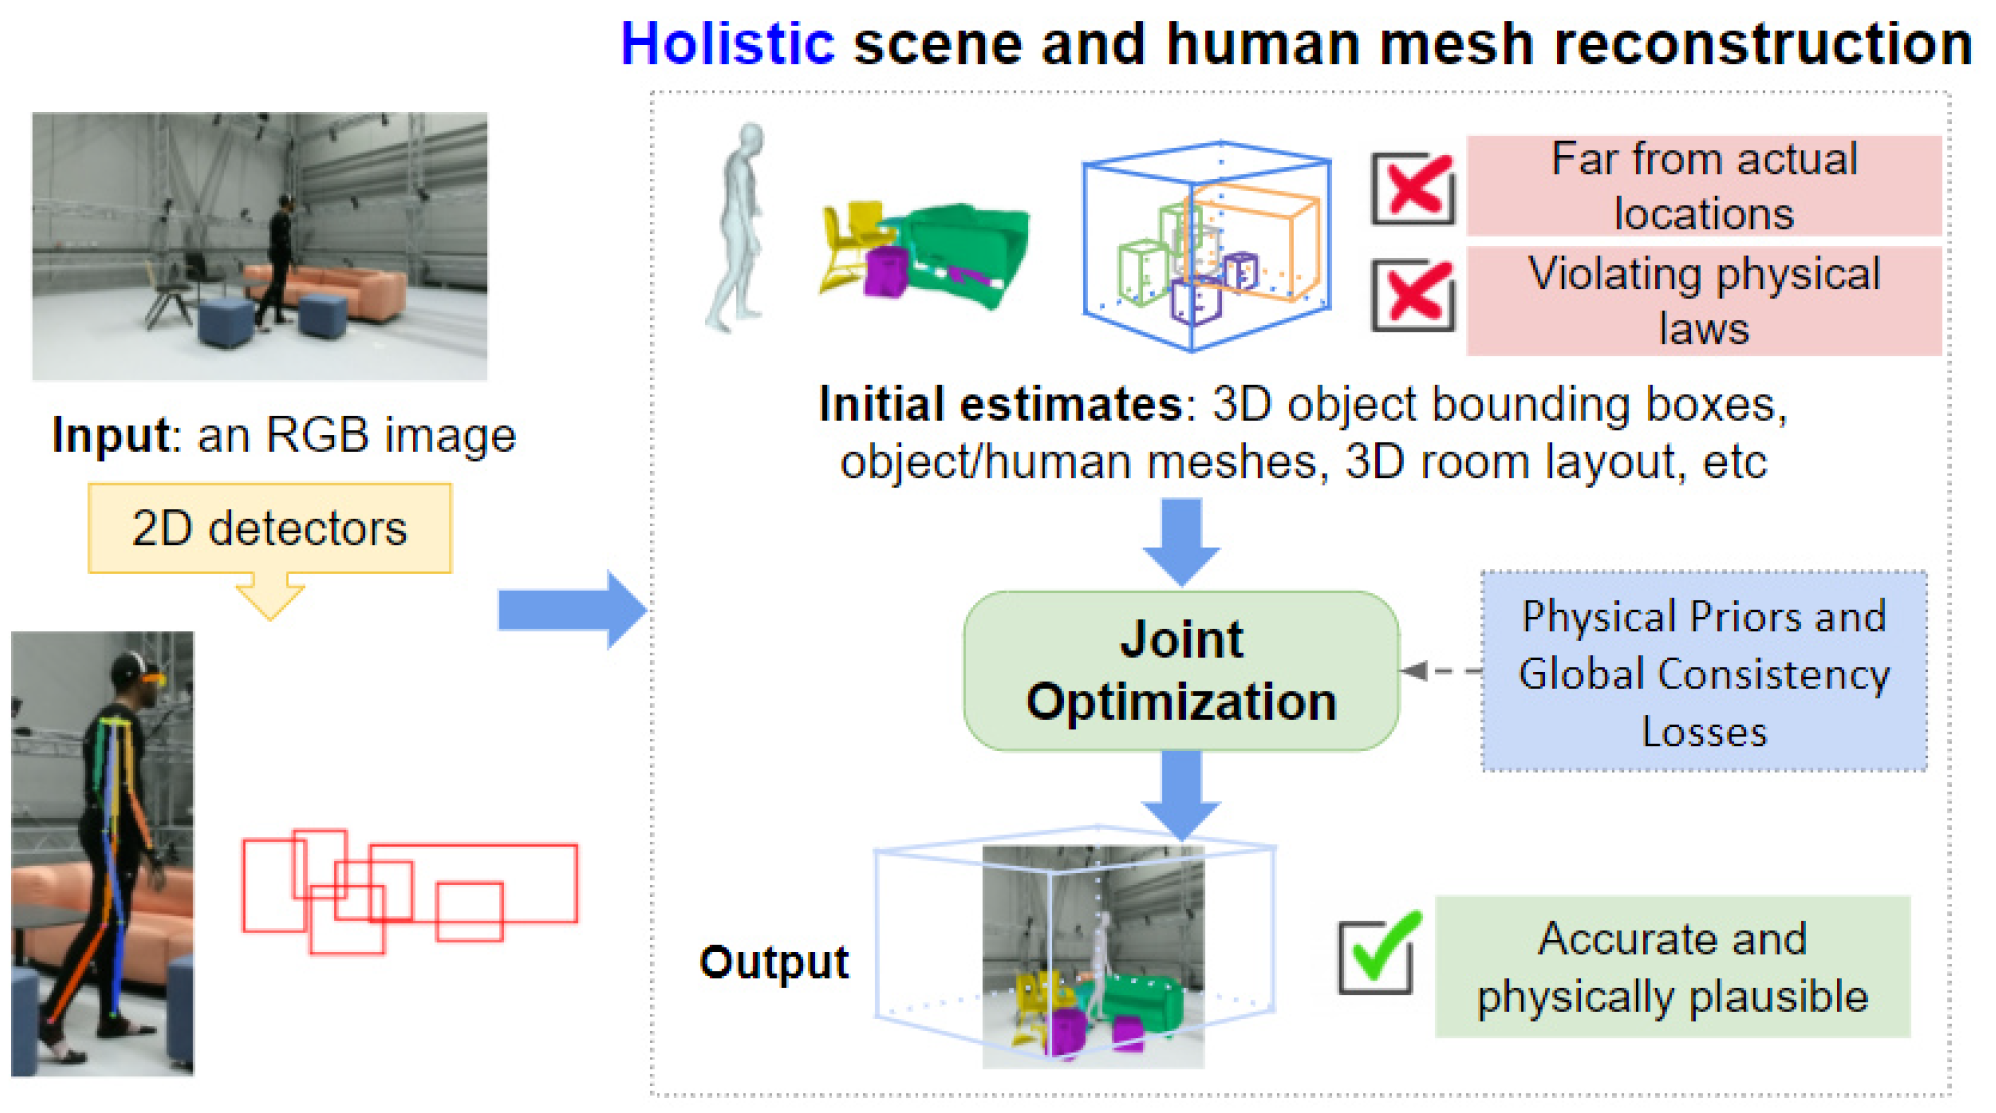 Holistic scene and human mesh reconstruction
Input: an RGB image
2D detectors
Far from actual
locations
Violating physical
laws
Initial estimates: 3D object bounding boxes,
object/human meshes, 3D room layout, etc
Joint
Optimization
Physical Priors and
Global Consistency
Losses
Output
Accurate and
physically plausible